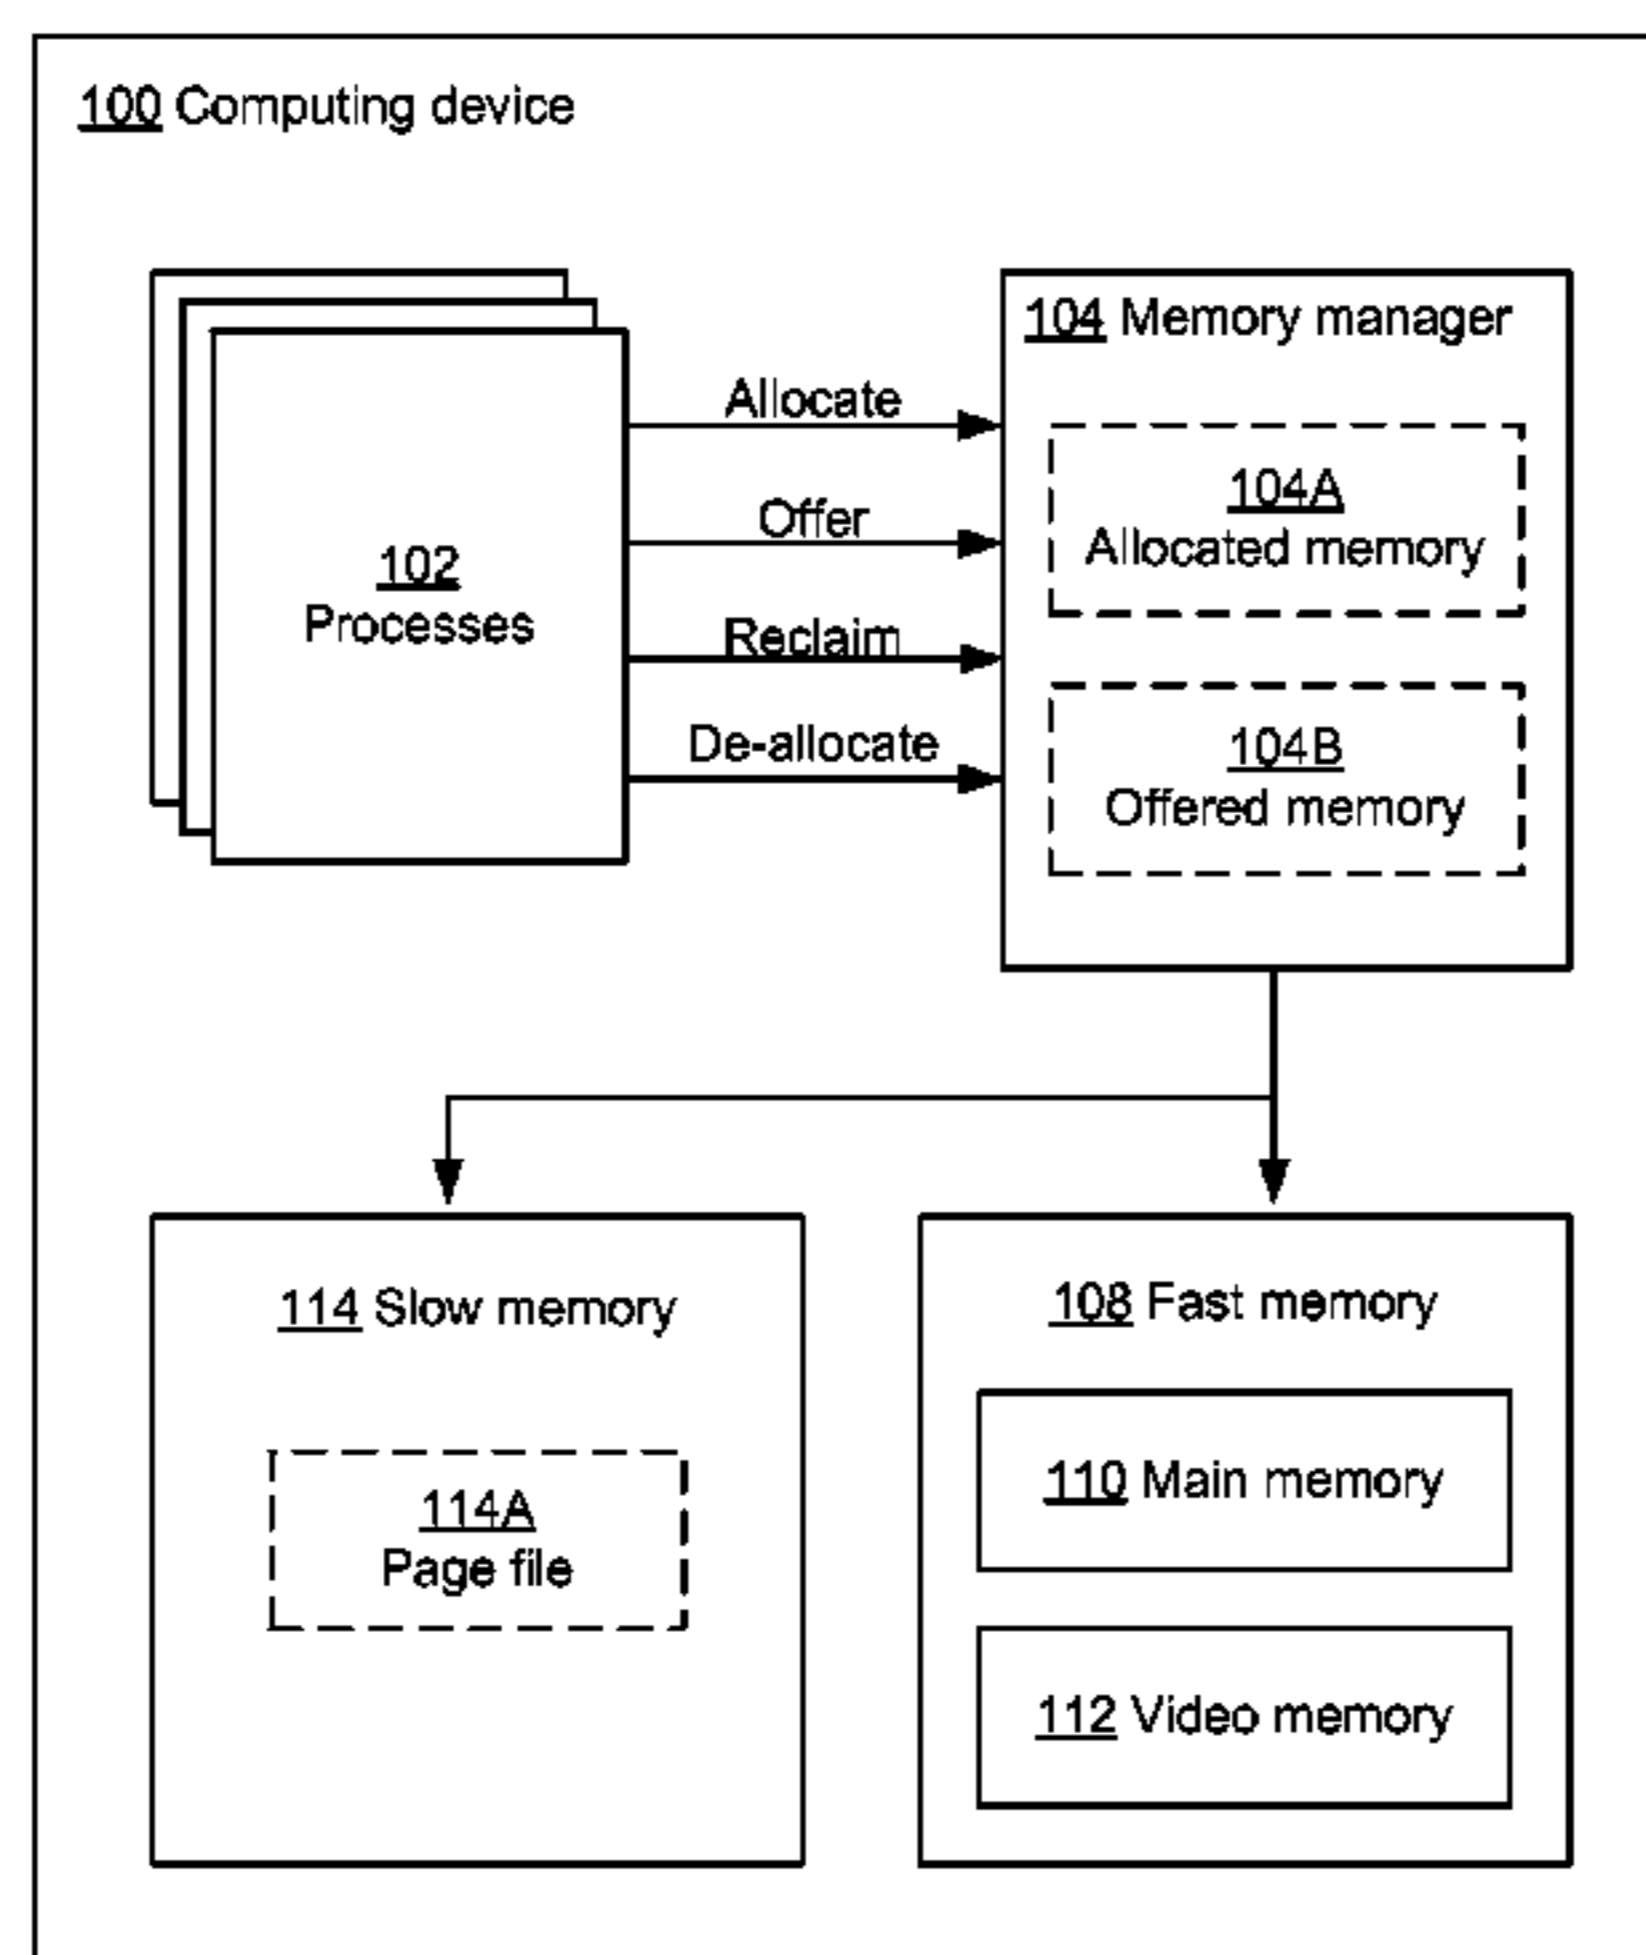 100 Computing device
102
Processes
Allocate
Offer
Reclaim
De-allocate
104 Memory manager
104A
Allocated memory
104B
Offered memory
114 Slow memory
114A
Page file
108 Fast memory
110 Main memory
112 Video memory